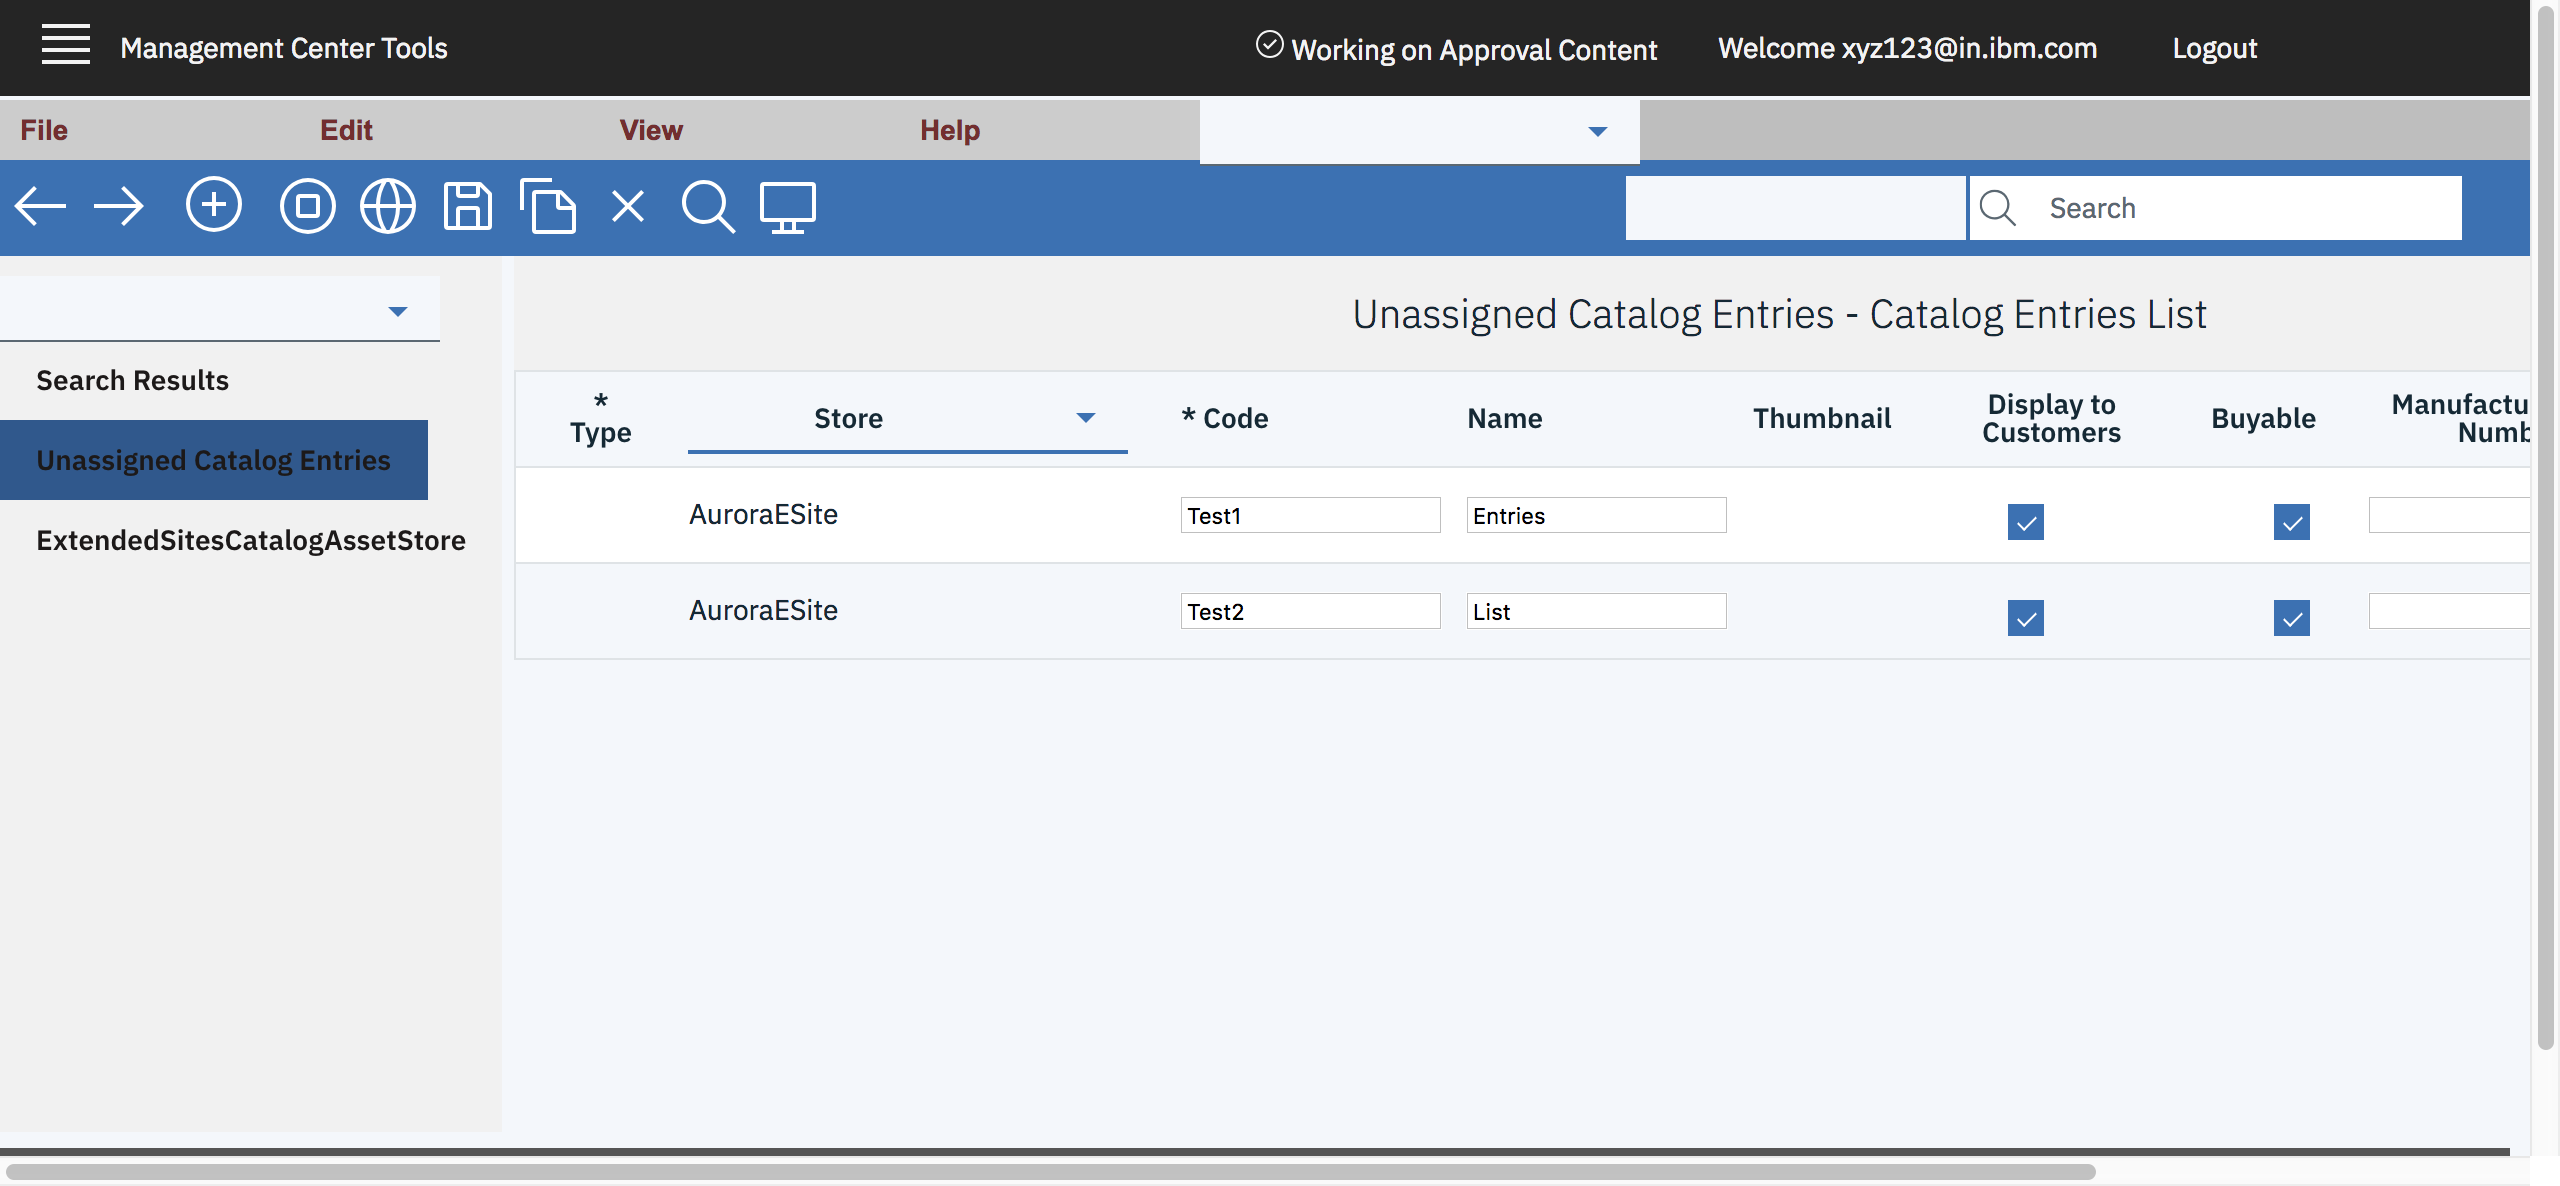 Management Center Tools
Working on Approval Content
Welcome xyz123@in.ibm.com
Logout
File Edit View Help
Search
Search Results
Unassigned Catalog Entries
ExtendedSitesCatalogAssetStore
Unassigned Catalog Entries - Catalog Entries List
* Type Store * Code Name Thumbnail Display to Customers Buyable Manufactu Numb
AuroraESite Test1 Entries
AuroraESite Test2 List